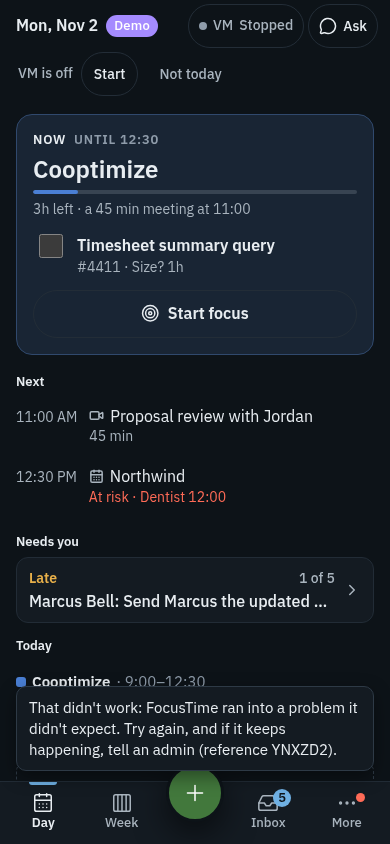 Mon, Nov 2 Demo VM Stopped Ask
VM is off Start Not today
NOW UNTIL 12:30
Cooptimize
3h left · a 45 min meeting at 11:00
Timesheet summary query
#4411 · Size? 1h
Start focus
Next
11:00 AM Proposal review with Jordan
45 min
12:30 PM Northwind
At risk · Dentist 12:00
Needs you
Late 1 of 5
Marcus Bell: Send Marcus the updated ...
Today
Cooptimize · 9:00–12:30
That didn't work: FocusTime ran into a problem it
didn't expect. Try again, and if it keeps
happening, tell an admin (reference YNXZD2).
5
Day Week Inbox More